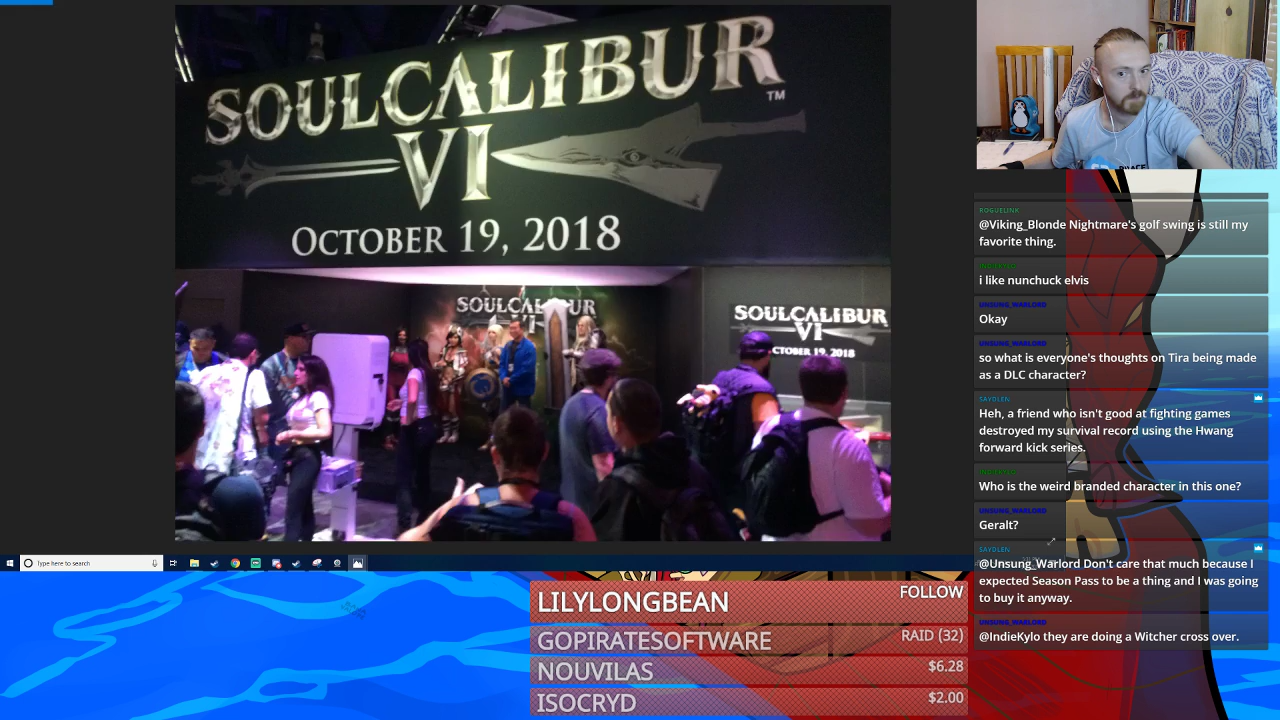 SOULCALIBUR
TM
VI
OCTOBER 19, 2018
SOULCALIBUR
VI
SOULCALIBUR
VI
OCTOBER 19, 2018
ROGUELINK
@Viking_Blonde Nightmare's golf swing is still my
favorite thing.
INDIEKYLO
i like nunchuck elvis
UNSUNG_WARLORD
Okay
UNSUNG_WARLORD
so what is everyone's thoughts on Tira being made
as a DLC character?
SAYDLEN
Heh, a friend who isn't good at fighting games
destroyed my survival record using the Hwang
forward kick series.
INDIEKYLO
Who is the weird branded character in this one?
UNSUNG_WARLORD
Geralt?
SAYDLEN
@Unsung_Warlord Don't care that much because I
expected Season Pass to be a thing and I was going
to buy it anyway.
UNSUNG_WARLORD
@IndieKylo they are doing a Witcher cross over.
Type here to search
LILYLONGBEAN FOLLOW
GOPIRATESOFTWARE RAID (32)
NOUVILAS $6.28
ISOCRYD $2.00